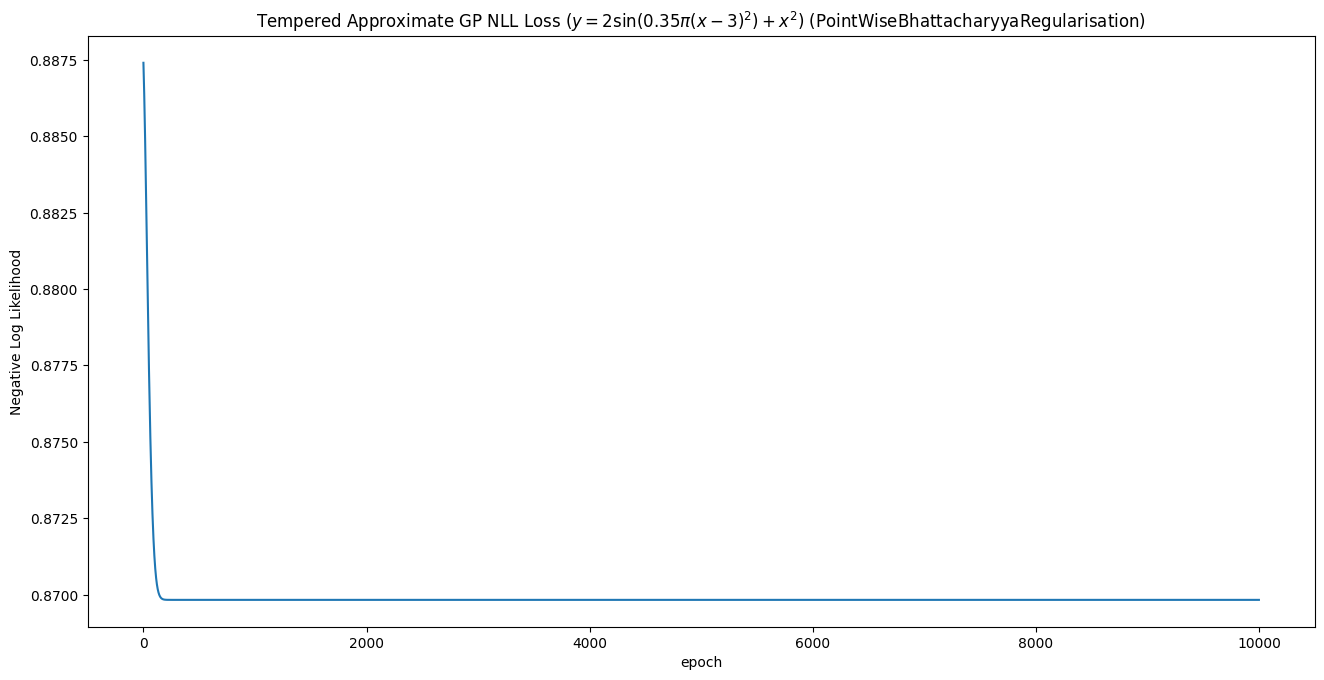 Tempered Approximate GP NLL Loss (y = 2sin(0.35π(x − 3)²) + x²) (PointWiseBhattacharyyaRegularisation)
0.8875
0.8850
0.8825
0.8800
0.8775
0.8750
0.8725
0.8700
Negative Log Likelihood
0 2000 4000 6000 8000 10000
epoch